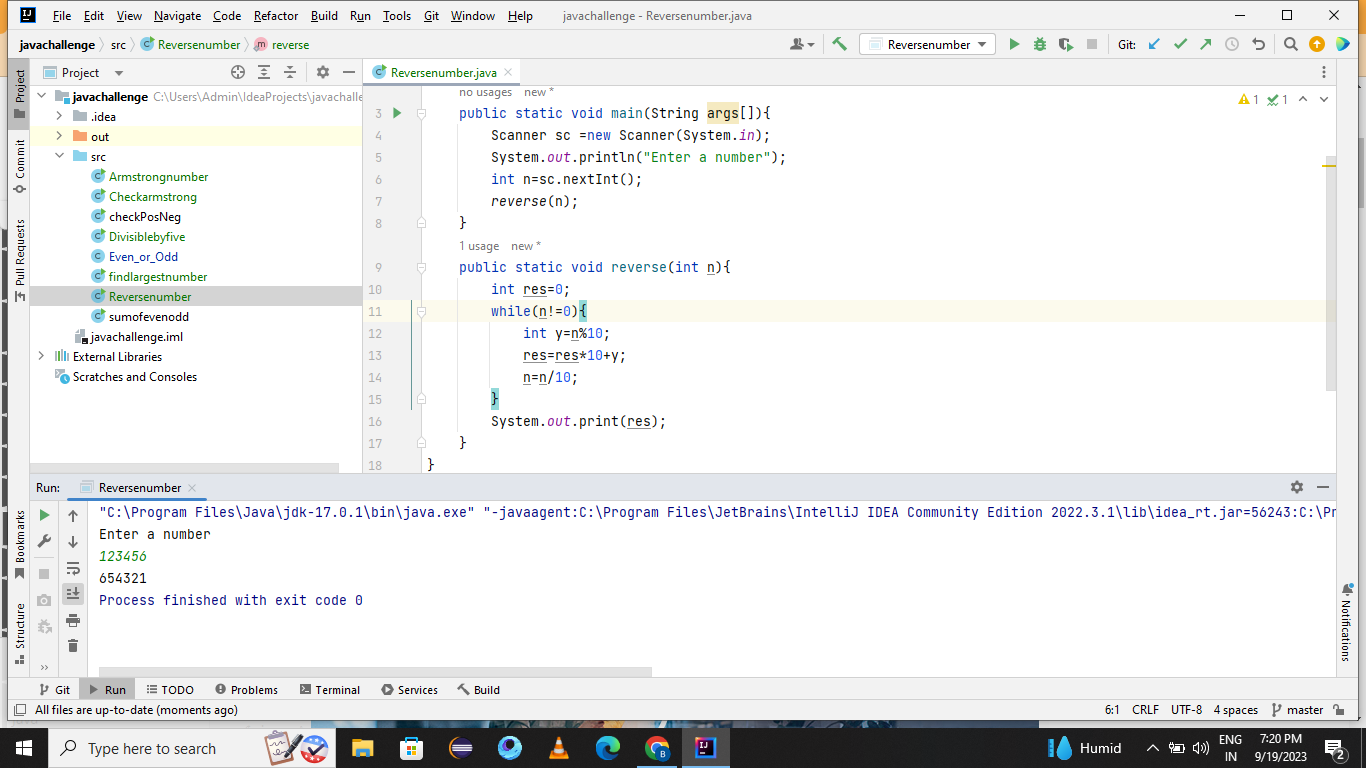 File Edit View Navigate Code Refactor Build Run Tools Git Window Help javachallenge - Reversenumber.java
javachallenge src Reversenumber reverse Reversenumber Git:
Project Reversenumber.java
Project
Commit
Pull Requests
javachallenge C:\Users\Admin\IdeaProjects\javachalle
.idea
out
src
Armstrongnumber
Checkarmstrong
checkPosNeg
Divisiblebyfive
Even_or_Odd
findlargestnumber
Reversenumber
sumofevenodd
javachallenge.iml
External Libraries
Scratches and Consoles
no usages new *
1 1
3 public static void main(String args[]){
4 Scanner sc =new Scanner(System.in);
5 System.out.println("Enter a number");
6 int n=sc.nextInt();
7 reverse(n);
8 }
1 usage new *
9 public static void reverse(int n){
10 int res=0;
11 while(n!=0){
12 int y=n%10;
13 res=res*10+y;
14 n=n/10;
15 }
16 System.out.print(res);
17 }
18 }
Run: Reversenumber
"C:\Program Files\Java\jdk-17.0.1\bin\java.exe" "-javaagent:C:\Program Files\JetBrains\IntelliJ IDEA Community Edition 2022.3.1\lib\idea_rt.jar=56243:C:\Pr
Enter a number
123456
654321
Process finished with exit code 0
Bookmarks
Structure
Notifications
Git Run TODO Problems Terminal Services Build
All files are up-to-date (moments ago) 6:1 CRLF UTF-8 4 spaces master
Type here to search Humid ENG 7:20 PM
IN 9/19/2023 2